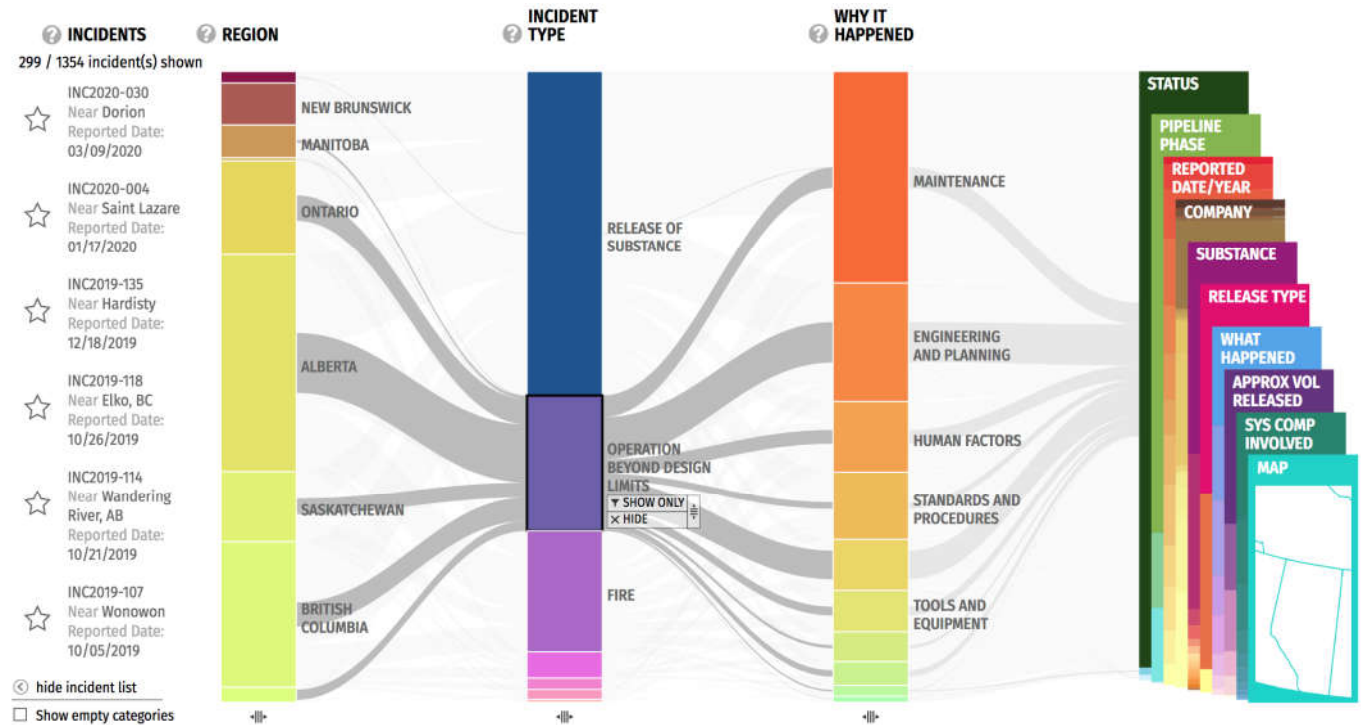 INCIDENTS
299 / 1354 incident(s) shown
INC2020-030
Near Dorion
Reported Date:
03/09/2020
INC2020-004
Near Saint Lazare
Reported Date:
01/17/2020
INC2019-135
Near Hardisty
Reported Date:
12/18/2019
INC2019-118
Near Elko, BC
Reported Date:
10/26/2019
INC2019-114
Near Wandering
River, AB
Reported Date:
10/21/2019
INC2019-107
Near Wonowon
Reported Date:
10/05/2019
hide incident list
Show empty categories
REGION
NEW BRUNSWICK
MANITOBA
ONTARIO
ALBERTA
SASKATCHEWAN
BRITISH
COLUMBIA
INCIDENT
TYPE
RELEASE OF
SUBSTANCE
OPERATION
BEYOND DESIGN
LIMITS
SHOW ONLY
HIDE
FIRE
WHY IT
HAPPENED
MAINTENANCE
ENGINEERING
AND PLANNING
HUMAN FACTORS
STANDARDS AND
PROCEDURES
TOOLS AND
EQUIPMENT
STATUS
PIPELINE
PHASE
REPORTED
DATE/YEAR
COMPANY
SUBSTANCE
RELEASE TYPE
WHAT
HAPPENED
APPROX VOL
RELEASED
SYS COMP
INVOLVED
MAP